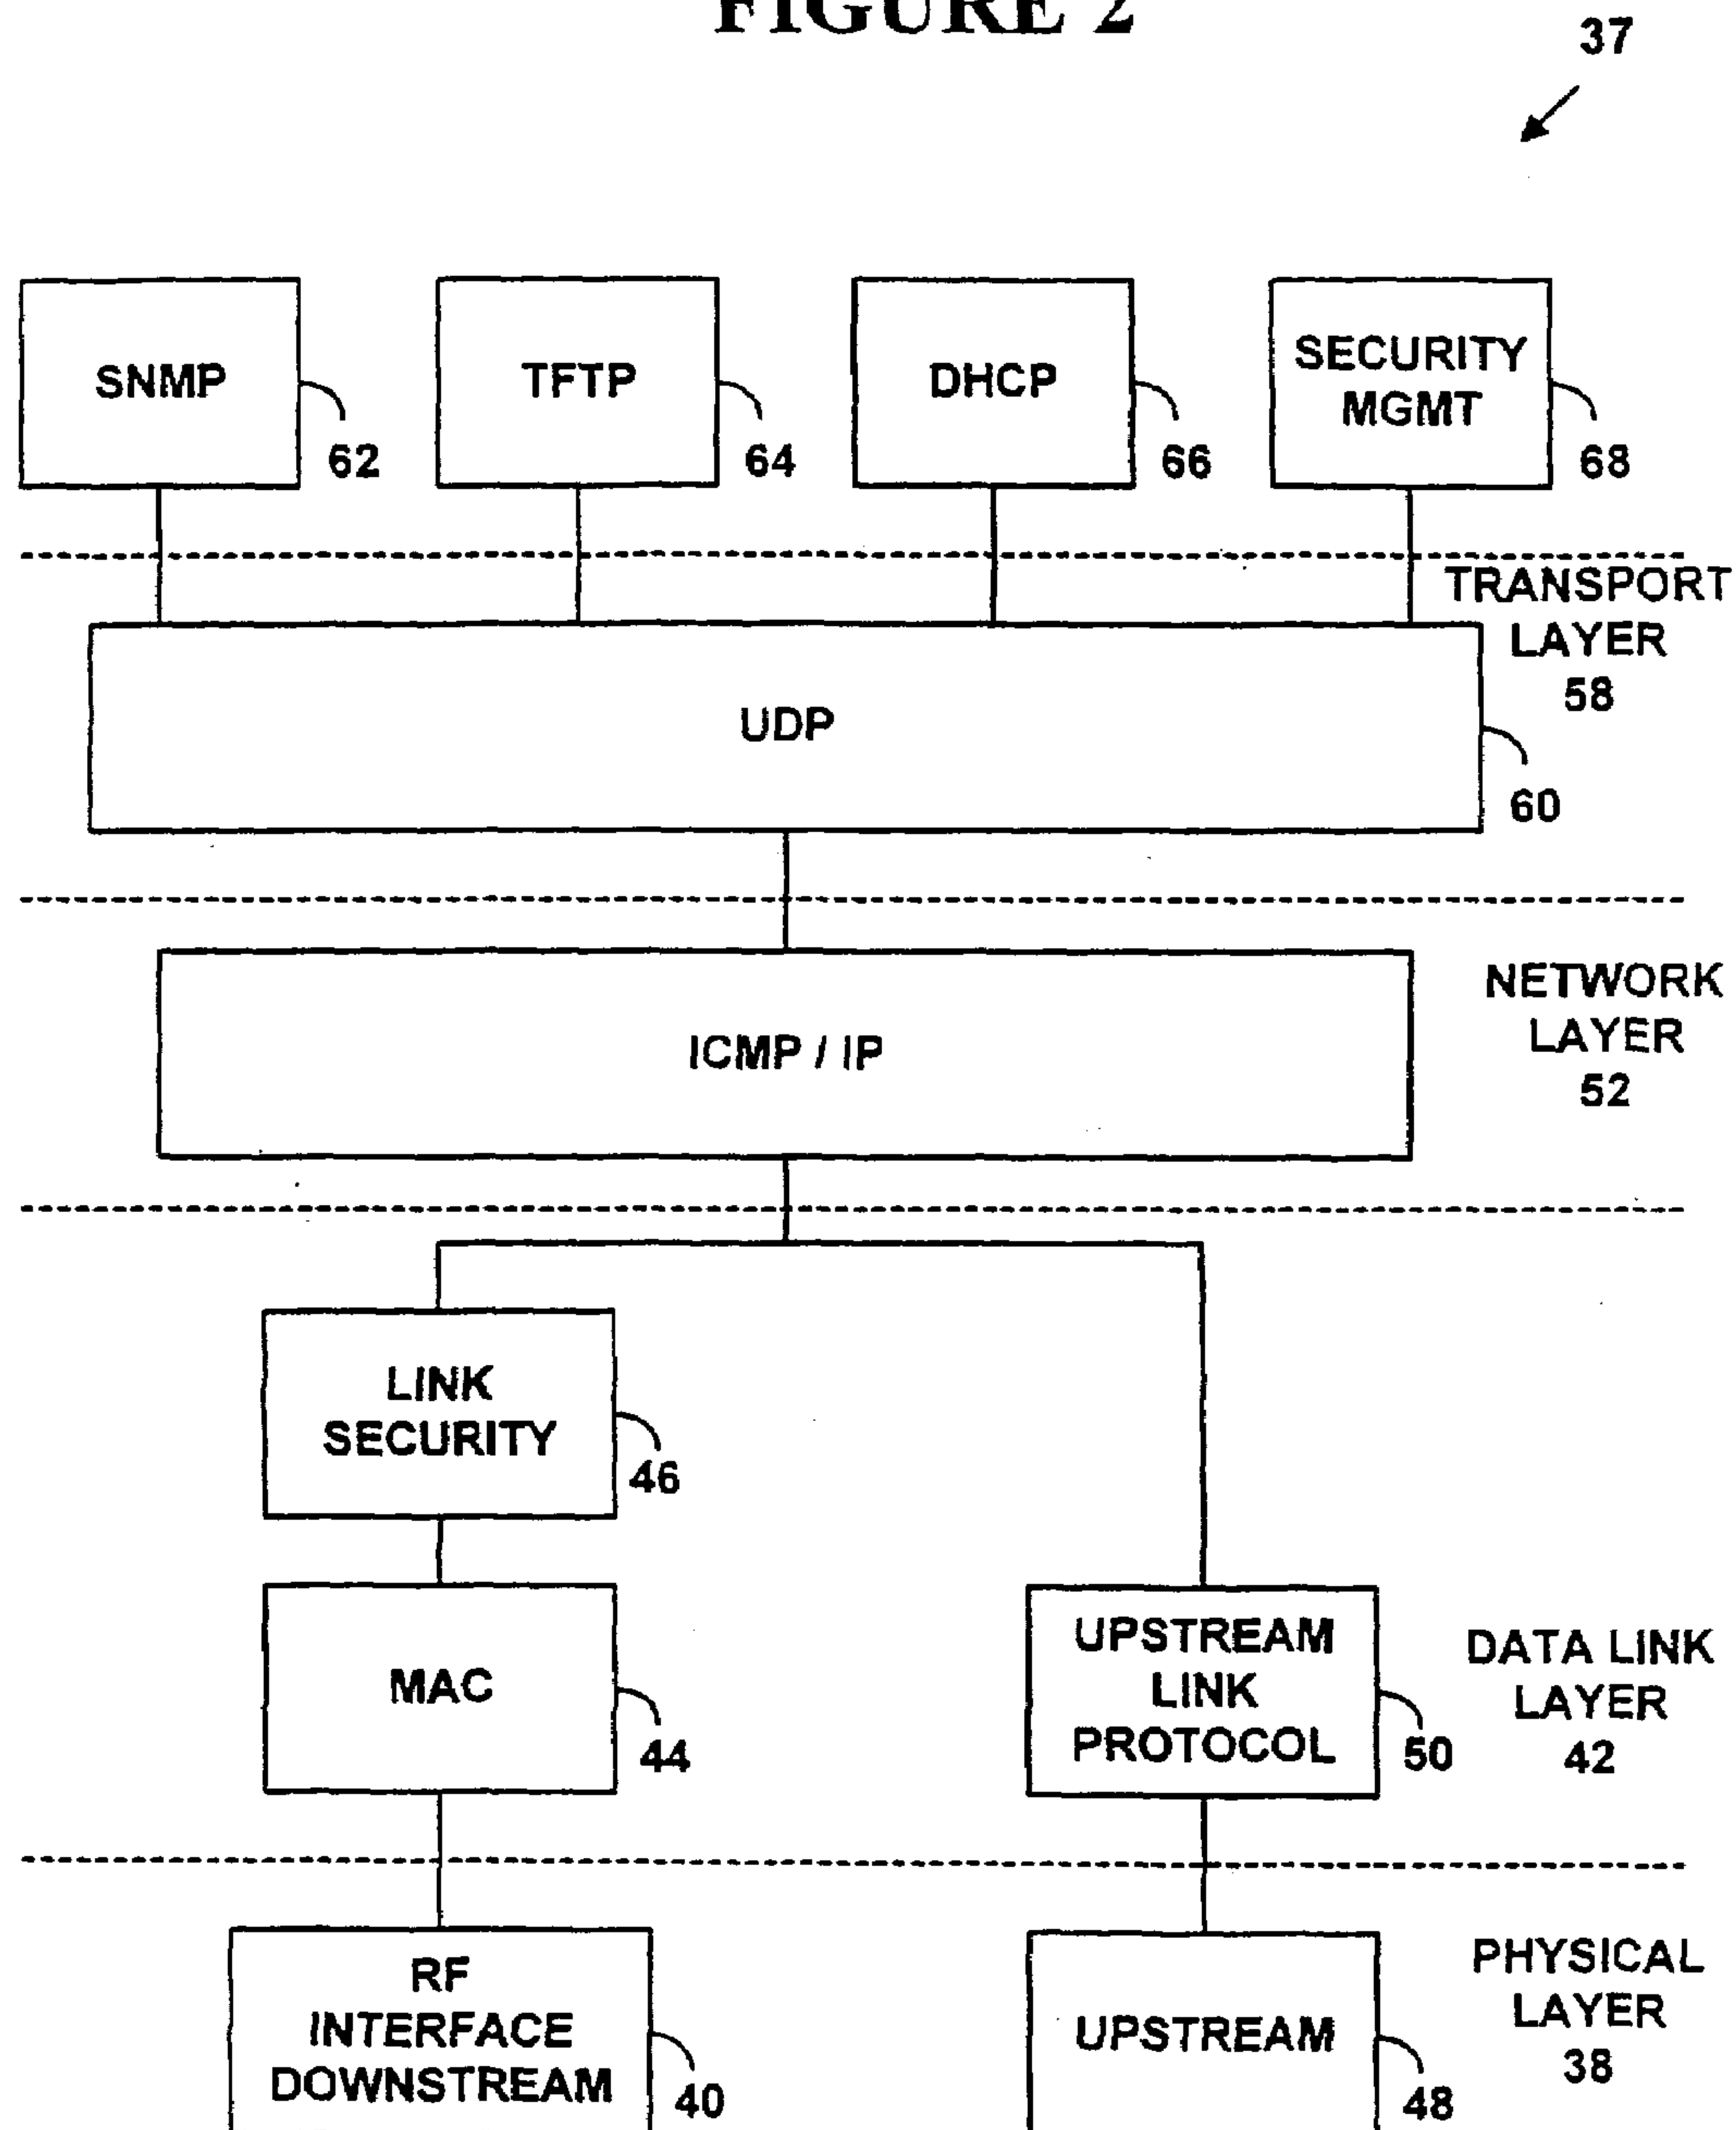 FIGURE 2
37
SNMP
62
TFTP
64
DHCP
66
SECURITY
MGMT
68
TRANSPORT
LAYER
58
UDP
60
NETWORK
LAYER
52
ICMP / IP
LINK
SECURITY
46
MAC
44
UPSTREAM
LINK
PROTOCOL
50
DATA LINK
LAYER
42
RF
INTERFACE
DOWNSTREAM
40
UPSTREAM
48
PHYSICAL
LAYER
38